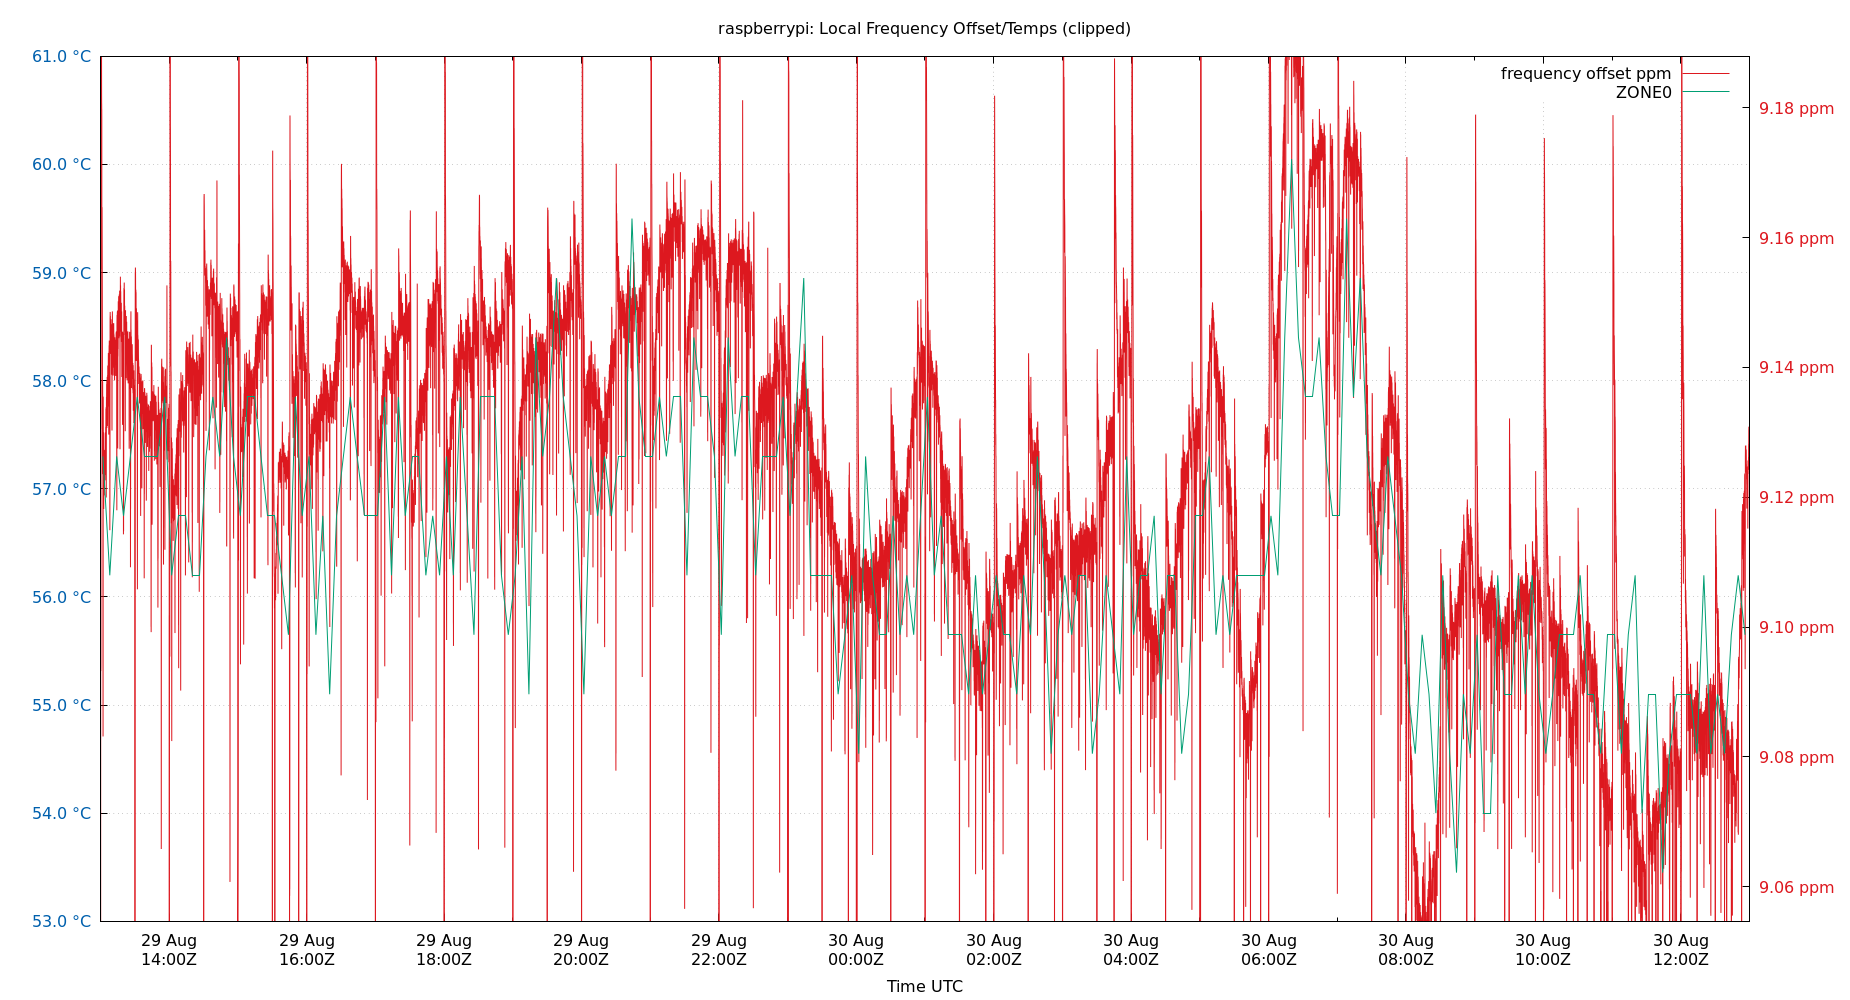 raspberrypi: Local Frequency Offset/Temps (clipped)
frequency offset ppm
ZONE0
61.0 °C
60.0 °C
59.0 °C
58.0 °C
57.0 °C
56.0 °C
55.0 °C
54.0 °C
53.0 °C
9.18 ppm
9.16 ppm
9.14 ppm
9.12 ppm
9.10 ppm
9.08 ppm
9.06 ppm
29 Aug
14:00Z
29 Aug
16:00Z
29 Aug
18:00Z
29 Aug
20:00Z
29 Aug
22:00Z
30 Aug
00:00Z
30 Aug
02:00Z
30 Aug
04:00Z
30 Aug
06:00Z
30 Aug
08:00Z
30 Aug
10:00Z
30 Aug
12:00Z
Time UTC